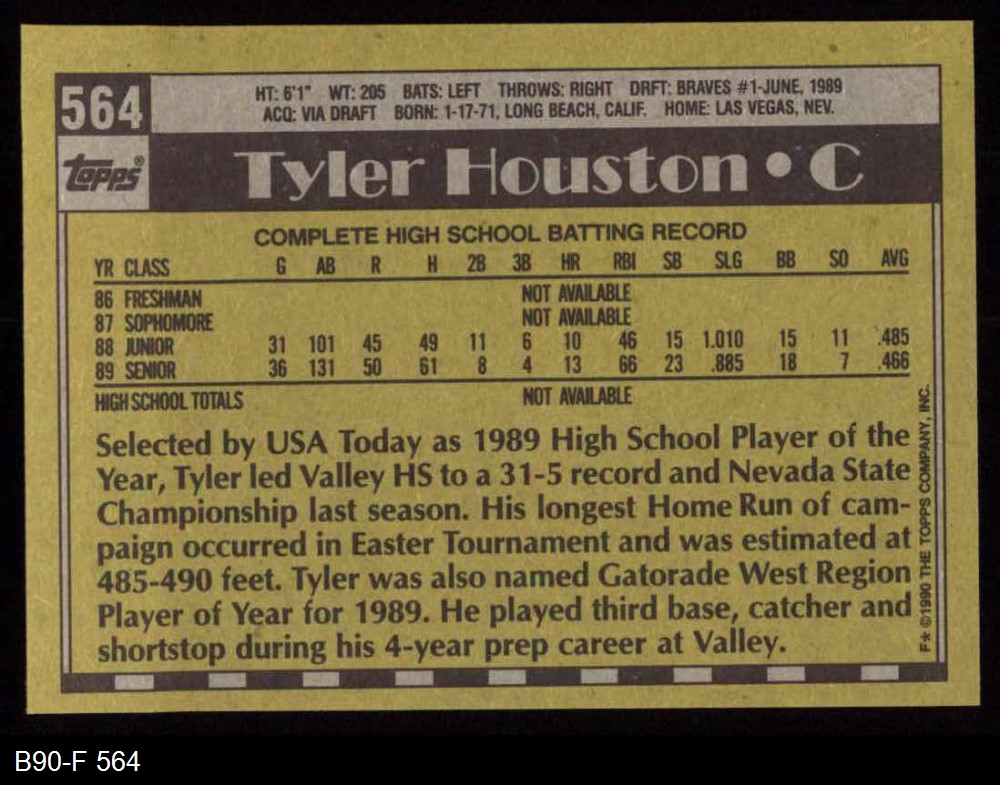 564
HT: 6'1" WT: 205 BATS: LEFT THROWS: RIGHT DRFT: BRAVES #1-JUNE, 1989
ACQ: VIA DRAFT BORN: 1-17-71, LONG BEACH, CALIF. HOME: LAS VEGAS, NEV.
TOPPS®
Tyler Houston • C
COMPLETE HIGH SCHOOL BATTING RECORD
YR CLASS G AB R H 2B 3B HR RBI SB SLG BB SO AVG
86 FRESHMAN NOT AVAILABLE
87 SOPHOMORE NOT AVAILABLE
88 JUNIOR 31 101 45 49 11 6 10 46 15 1.010 15 11 .485
89 SENIOR 36 131 50 61 8 4 13 66 23 .885 18 7 .466
HIGH SCHOOL TOTALS NOT AVAILABLE
Selected by USA Today as 1989 High School Player of the
Year, Tyler led Valley HS to a 31-5 record and Nevada State
Championship last season. His longest Home Run of cam-
paign occurred in Easter Tournament and was estimated at
485-490 feet. Tyler was also named Gatorade West Region
Player of Year for 1989. He played third base, catcher and
shortstop during his 4-year prep career at Valley.
F* © 1990 THE TOPPS COMPANY, INC.
B90-F 564